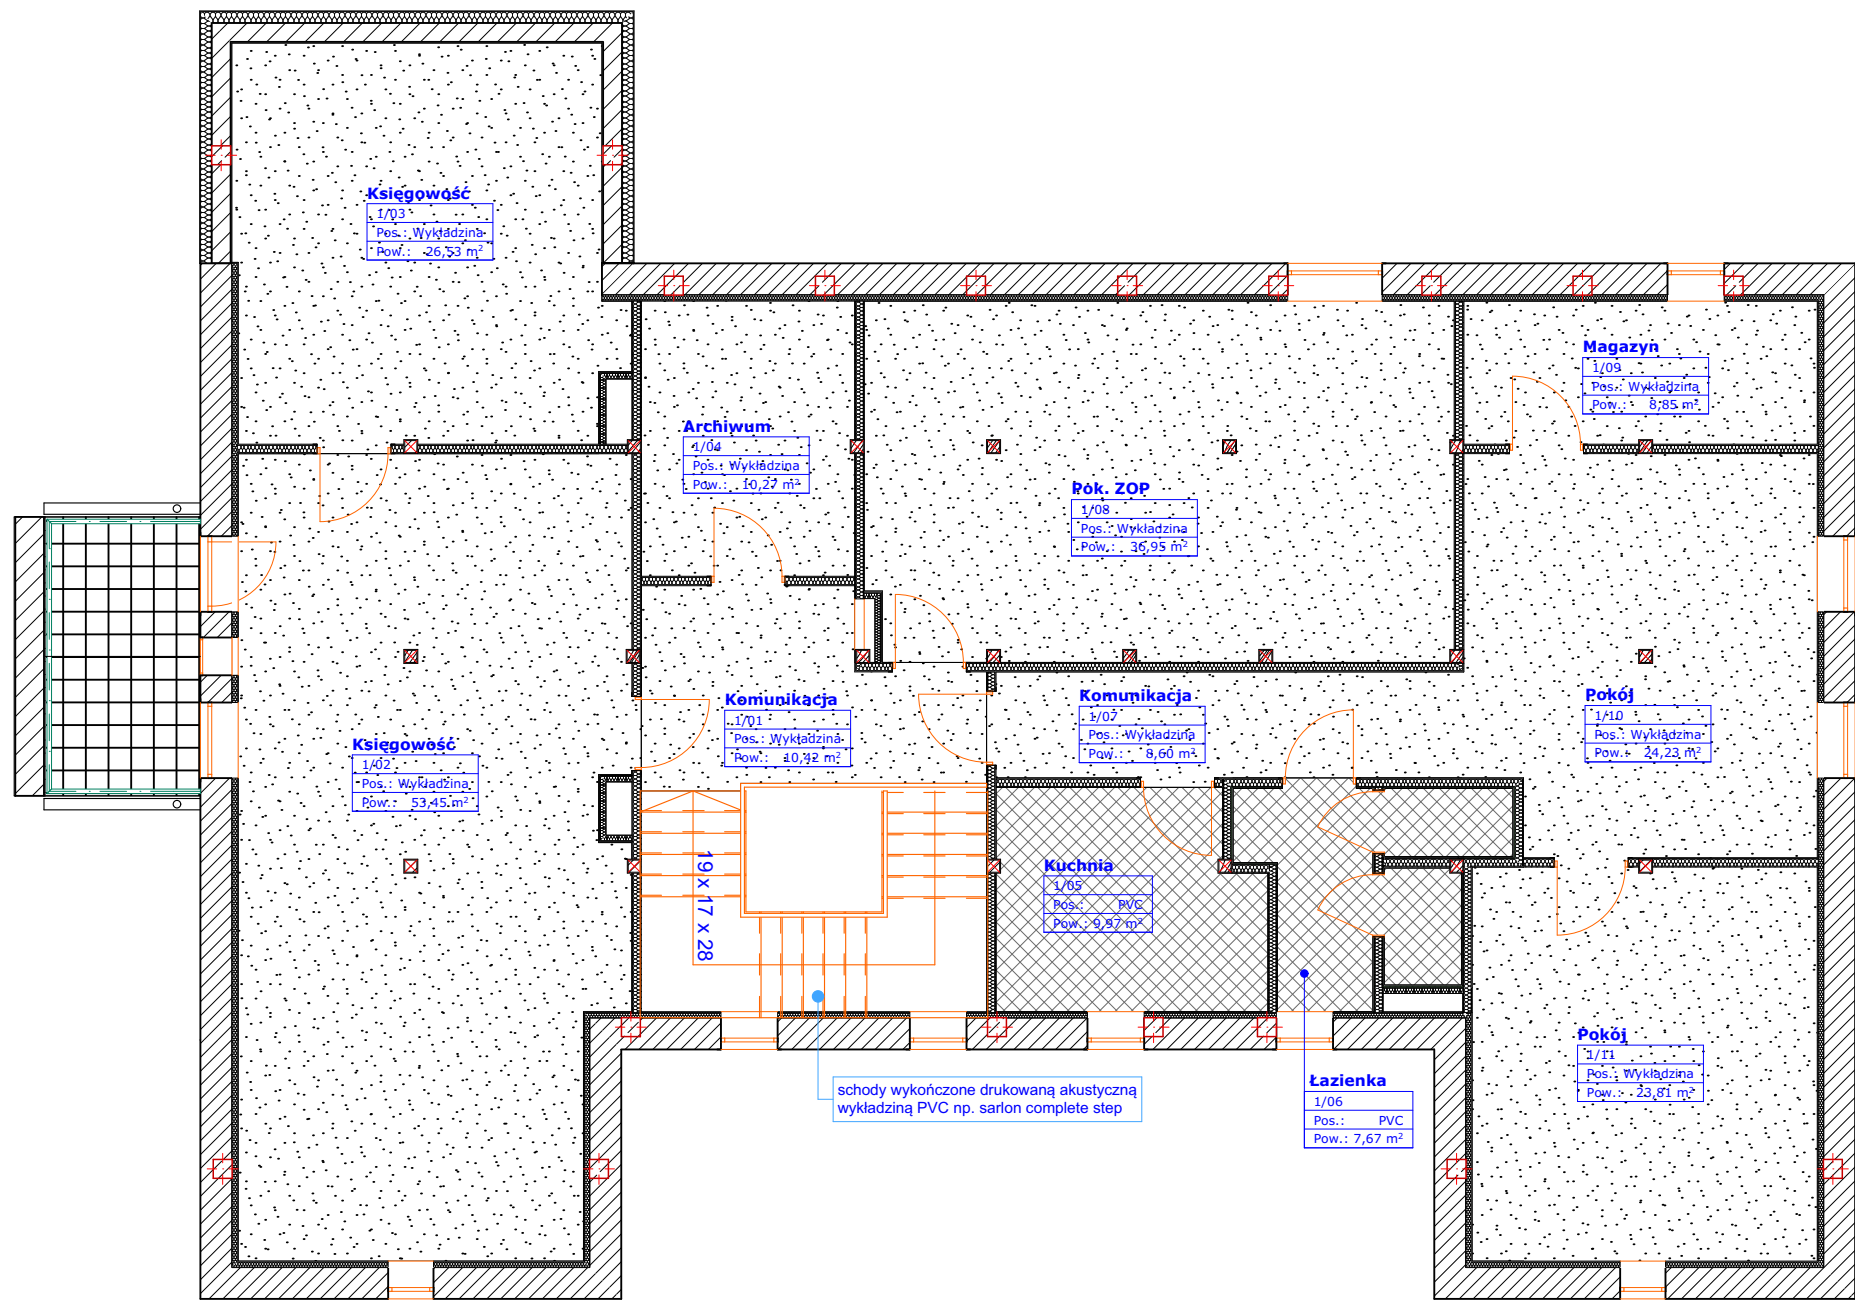 Księgowość
1/03
Pos.: Wykładzina
Pow.: 26,53 m²
Magazyn
1/09
Pos.: Wykładzina
Pow.: 8,85 m²
Archiwum
1/04
Pos.: Wykładzina
Pow.: 10,27 m²
Pok. ZOP
1/08
Pos.: Wykładzina
Pow.: 36,95 m²
Komunikacja
1/01
Pos.: Wykładzina
Pow.: 10,42 m²
Komunikacja
1/07
Pos.: Wykładzina
Pow.: 8,60 m²
Pokój
1/10
Pos.: Wykładzina
Pow.: 24,23 m²
Księgowość
1/02
Pos.: Wykładzina
Pow.: 53,45 m²
19 x 17 x 28
Kuchnia
1/05
Pos.: PVC
Pow.: 9,97 m²
Pokój
1/11
Pos.: Wykładzina
Pow.: 23,81 m²
schody wykończone drukowaną akustyczną
wykładziną PVC np. sarlon complete step
Łazienka
1/06
Pos.: PVC
Pow.: 7,67 m²